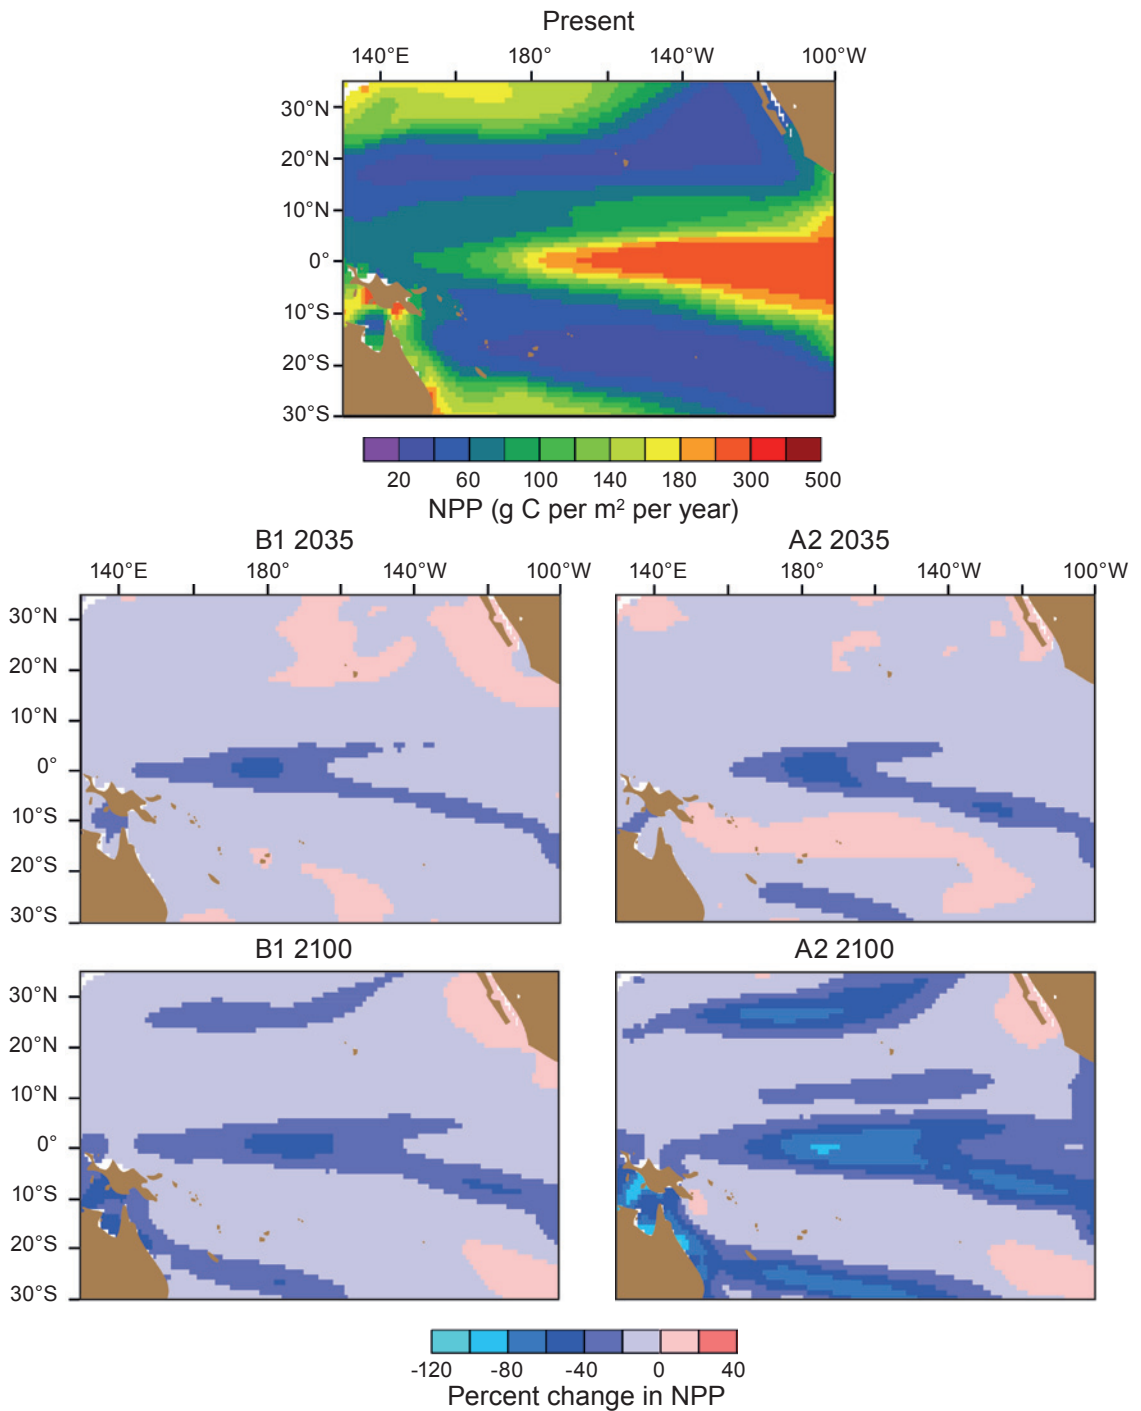 Present
140°E 180° 140°W 100°W
30°N
20°N
10°N
0°
10°S
20°S
30°S
20 60 100 140 180 300 500
NPP (g C per m² per year)
B1 2035 A2 2035
140°E 180° 140°W 100°W 140°E 180° 140°W 100°W
30°N
20°N
10°N
0°
10°S
20°S
30°S
B1 2100 A2 2100
30°N
20°N
10°N
0°
10°S
20°S
30°S
-120 -80 -40 0 40
Percent change in NPP